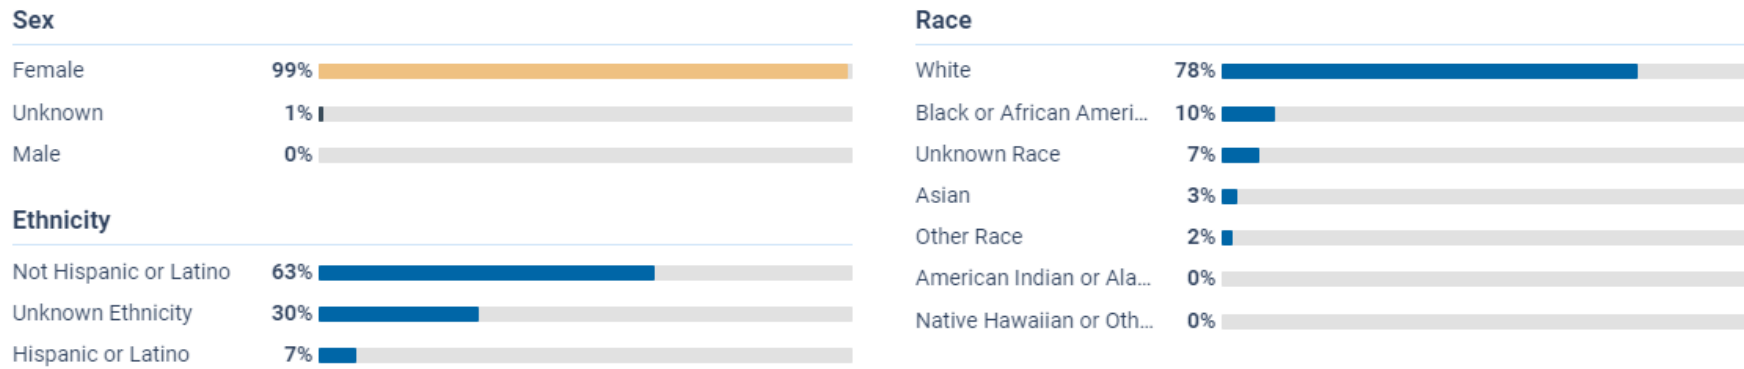 Sex
Female 99%
Unknown 1%
Male 0%
Ethnicity
Not Hispanic or Latino 63%
Unknown Ethnicity 30%
Hispanic or Latino 7%
Race
White 78%
Black or African Ameri... 10%
Unknown Race 7%
Asian 3%
Other Race 2%
American Indian or Ala... 0%
Native Hawaiian or Oth... 0%